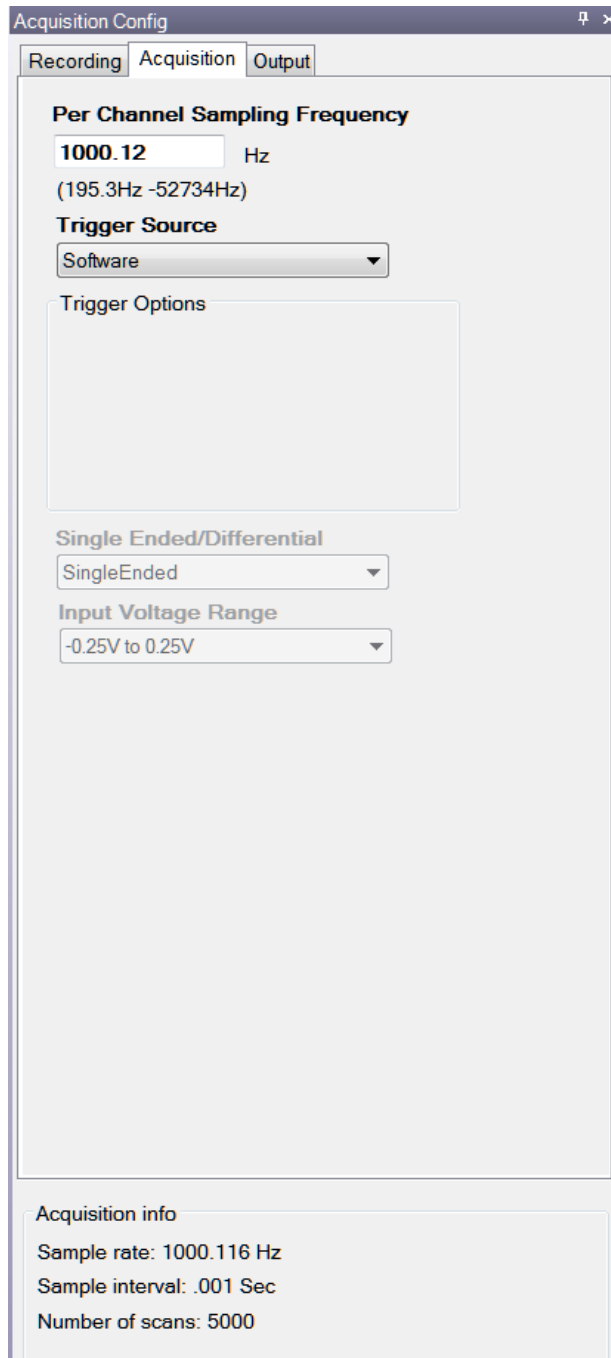 Acquisition Config
Recording Acquisition Output
Per Channel Sampling Frequency
1000.12 Hz
(195.3Hz -52734Hz)
Trigger Source
Software
Trigger Options
Single Ended/Differential
SingleEnded
Input Voltage Range
-0.25V to 0.25V
Acquisition info
Sample rate: 1000.116 Hz
Sample interval: .001 Sec
Number of scans: 5000